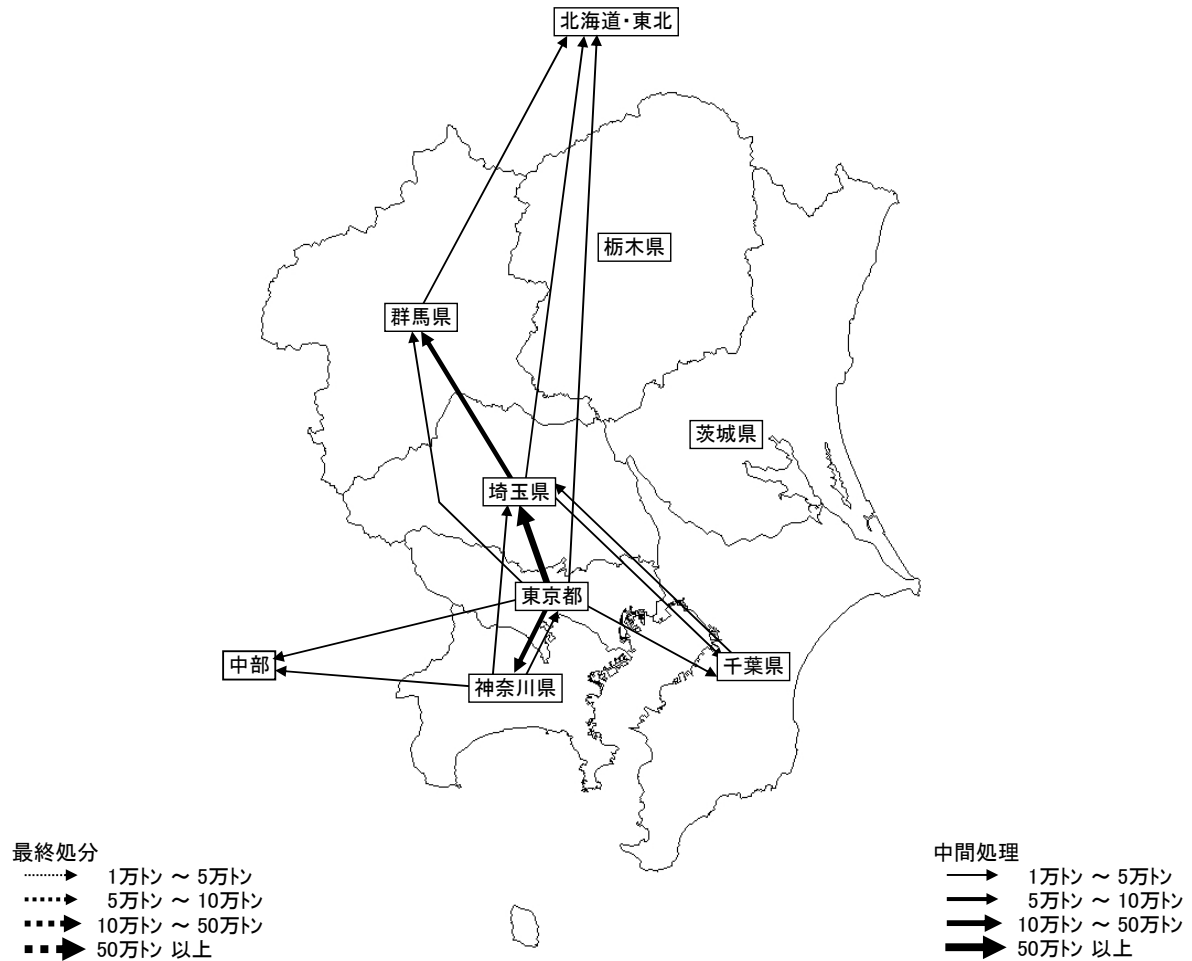 北海道・東北
栃木県
群馬県
茨城県
埼玉県
東京都
中部
千葉県
神奈川県
最終処分
1万トン ~ 5万トン
5万トン ~ 10万トン
10万トン ~ 50万トン
50万トン 以上
中間処理
1万トン ~ 5万トン
5万トン ~ 10万トン
10万トン ~ 50万トン
50万トン 以上